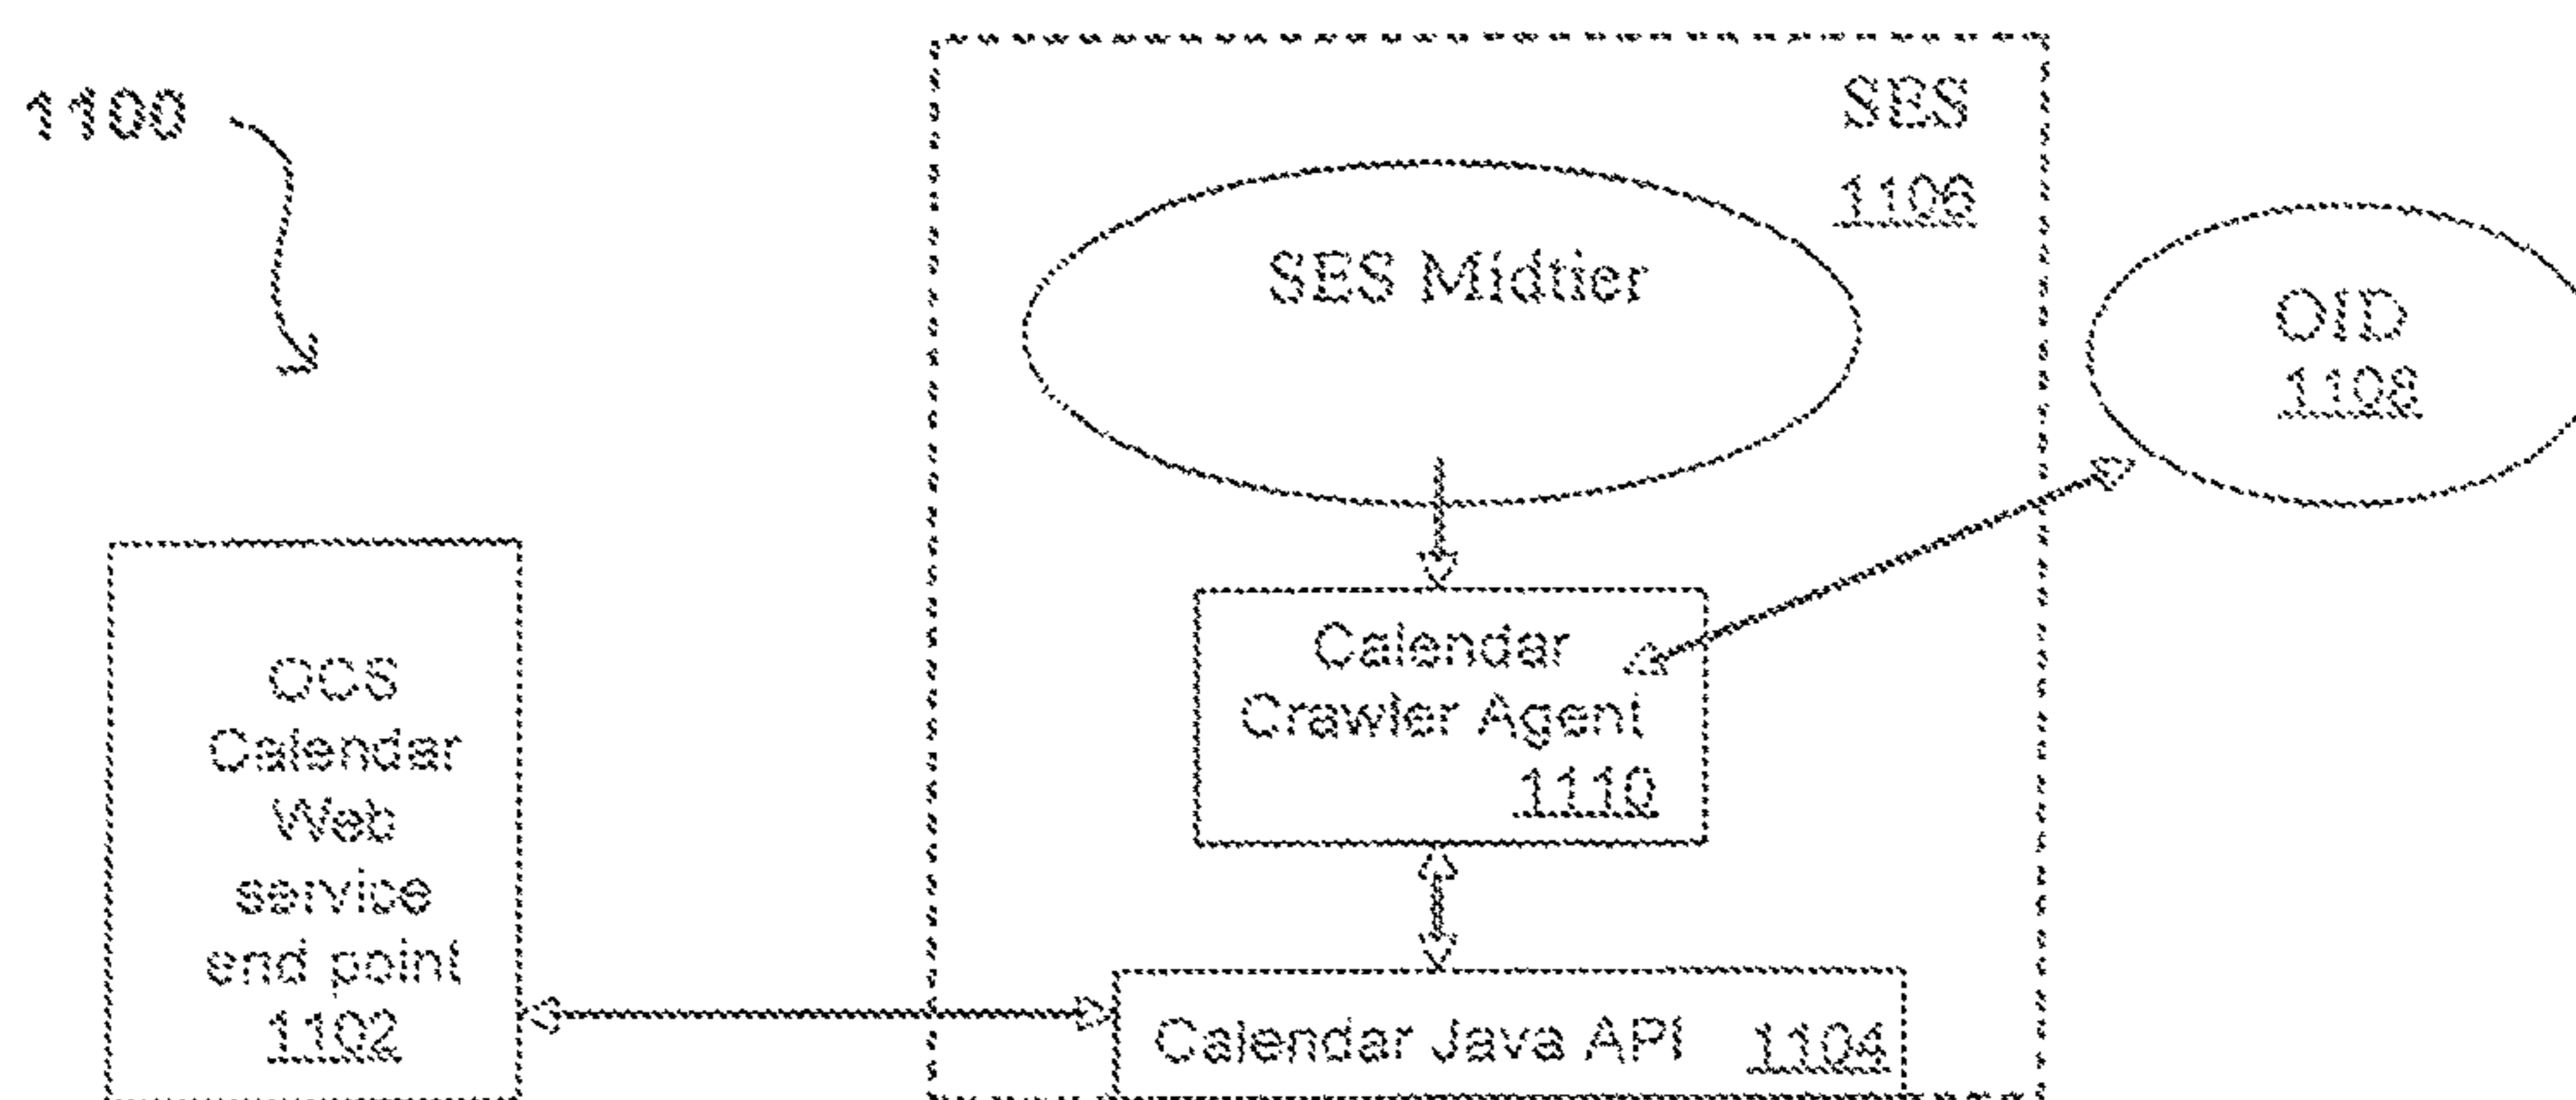 1100
SES
1106
SES Midtier
OID
1108
Calendar
Crawler Agent
1110
OCS
Calendar
Web
service
end point
1102
Calendar Java API 1104